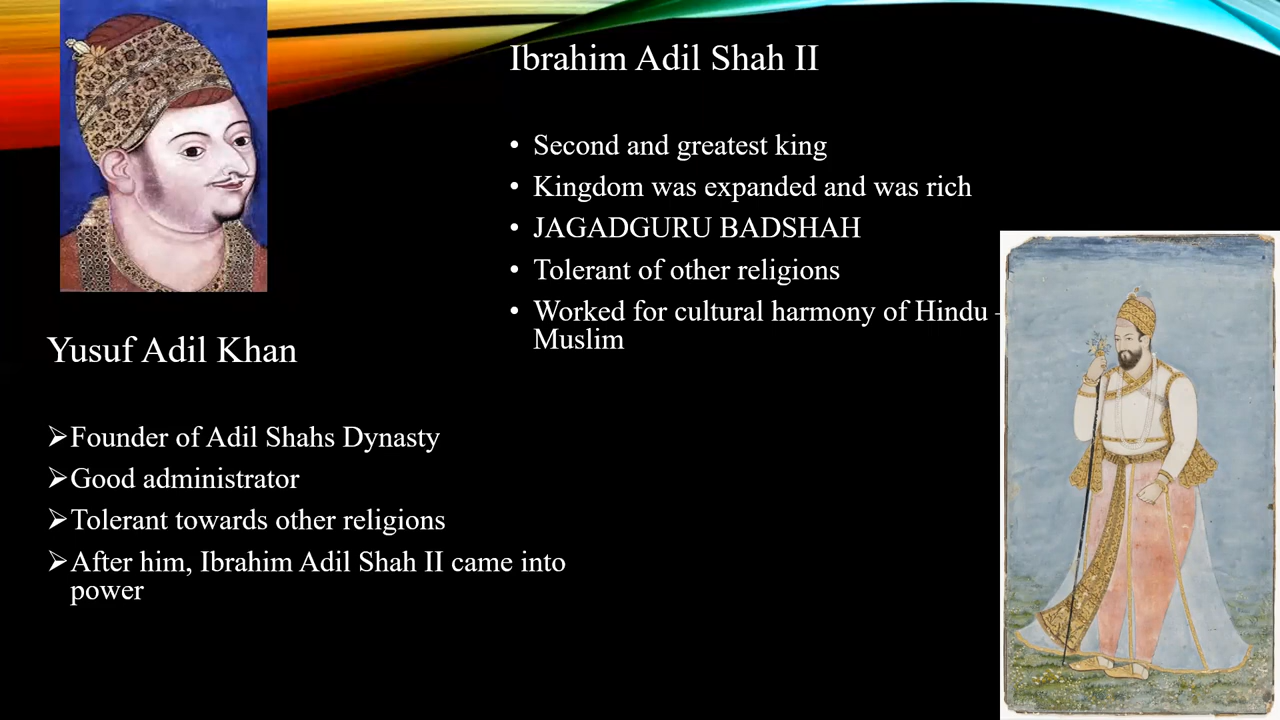 Ibrahim Adil Shah II
• Second and greatest king
• Kingdom was expanded and was rich
• JAGADGURU BADSHAH
• Tolerant of other religions
• Worked for cultural harmony of Hindu –
Muslim
Yusuf Adil Khan
➢Founder of Adil Shahs Dynasty
➢Good administrator
➢Tolerant towards other religions
➢After him, Ibrahim Adil Shah II came into
power